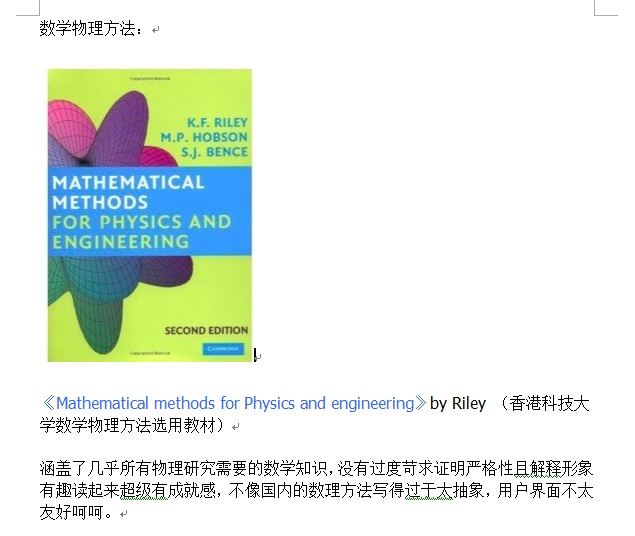 数学物理方法：
Copyrighted Material
K.F. RILEY
M.P. HOBSON
S.J. BENCE
MATHEMATICAL
METHODS
FOR PHYSICS AND
ENGINEERING
SECOND EDITION
CAMBRIDGE
Copyrighted Material
《Mathematical methods for Physics and engineering》by Riley （香港科技大
学数学物理方法选用教材）
涵盖了几乎所有物理研究需要的数学知识，没有过度苛求证明严格性且解释形象
有趣读起来超级有成就感，不像国内的数理方法写得过于太抽象，用户界面不太
友好呵呵。